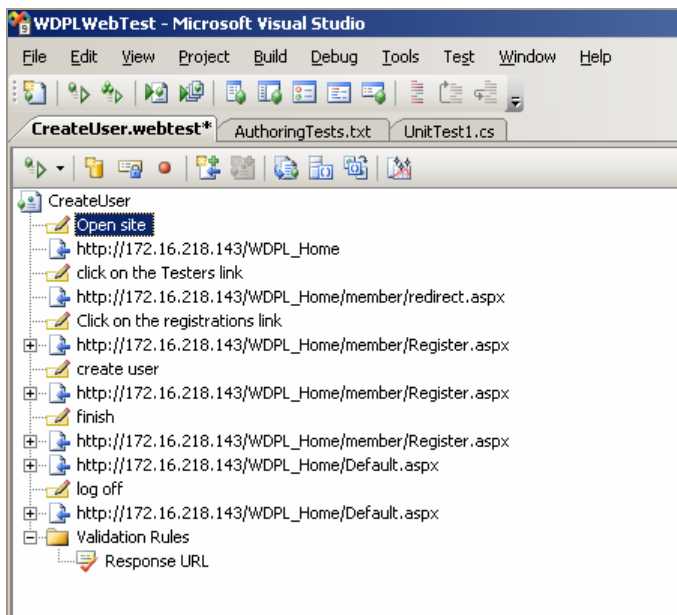 WDPLWebTest - Microsoft Visual Studio
File Edit View Project Build Debug Tools Test Window Help
CreateUser.webtest* AuthoringTests.txt UnitTest1.cs
CreateUser
Open site
http://172.16.218.143/WDPL_Home
click on the Testers link
http://172.16.218.143/WDPL_Home/member/redirect.aspx
Click on the registrations link
http://172.16.218.143/WDPL_Home/member/Register.aspx
create user
http://172.16.218.143/WDPL_Home/member/Register.aspx
finish
http://172.16.218.143/WDPL_Home/member/Register.aspx
http://172.16.218.143/WDPL_Home/Default.aspx
log off
http://172.16.218.143/WDPL_Home/Default.aspx
Validation Rules
Response URL